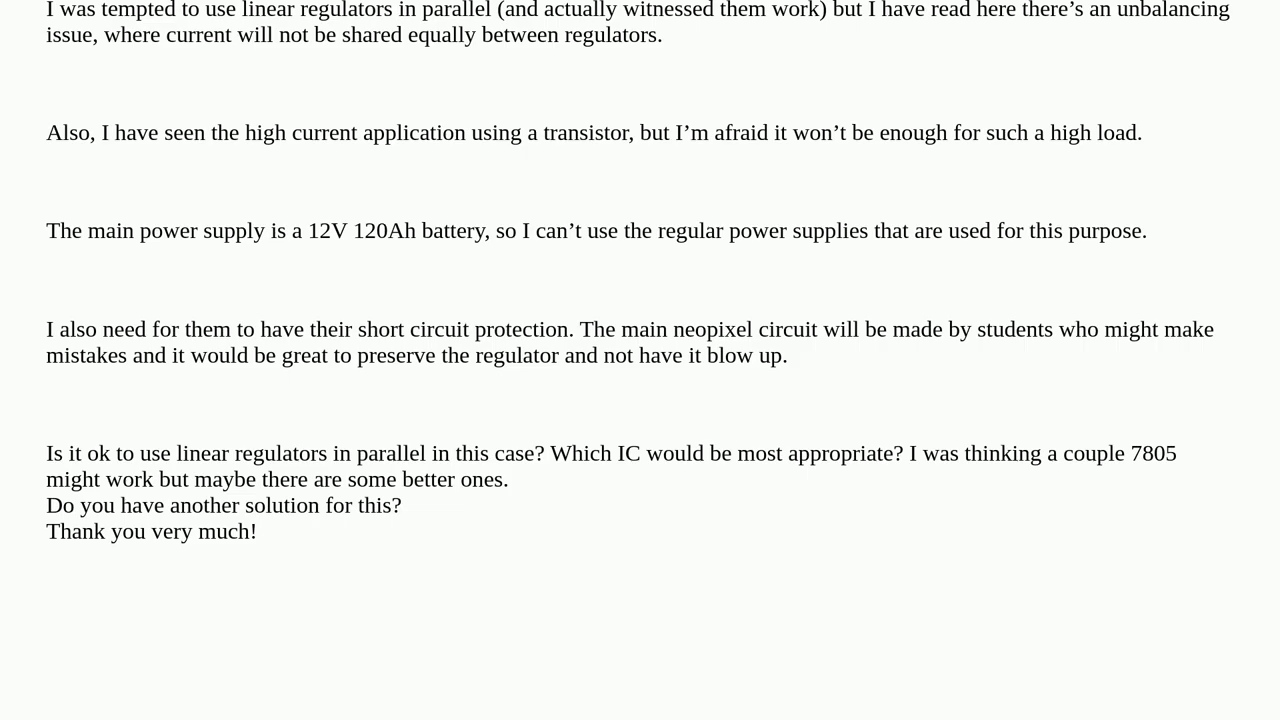 I was tempted to use linear regulators in parallel (and actually witnessed them work) but I have read here there’s an unbalancing
issue, where current will not be shared equally between regulators.
Also, I have seen the high current application using a transistor, but I’m afraid it won’t be enough for such a high load.
The main power supply is a 12V 120Ah battery, so I can’t use the regular power supplies that are used for this purpose.
I also need for them to have their short circuit protection. The main neopixel circuit will be made by students who might make
mistakes and it would be great to preserve the regulator and not have it blow up.
Is it ok to use linear regulators in parallel in this case? Which IC would be most appropriate? I was thinking a couple 7805
might work but maybe there are some better ones.
Do you have another solution for this?
Thank you very much!